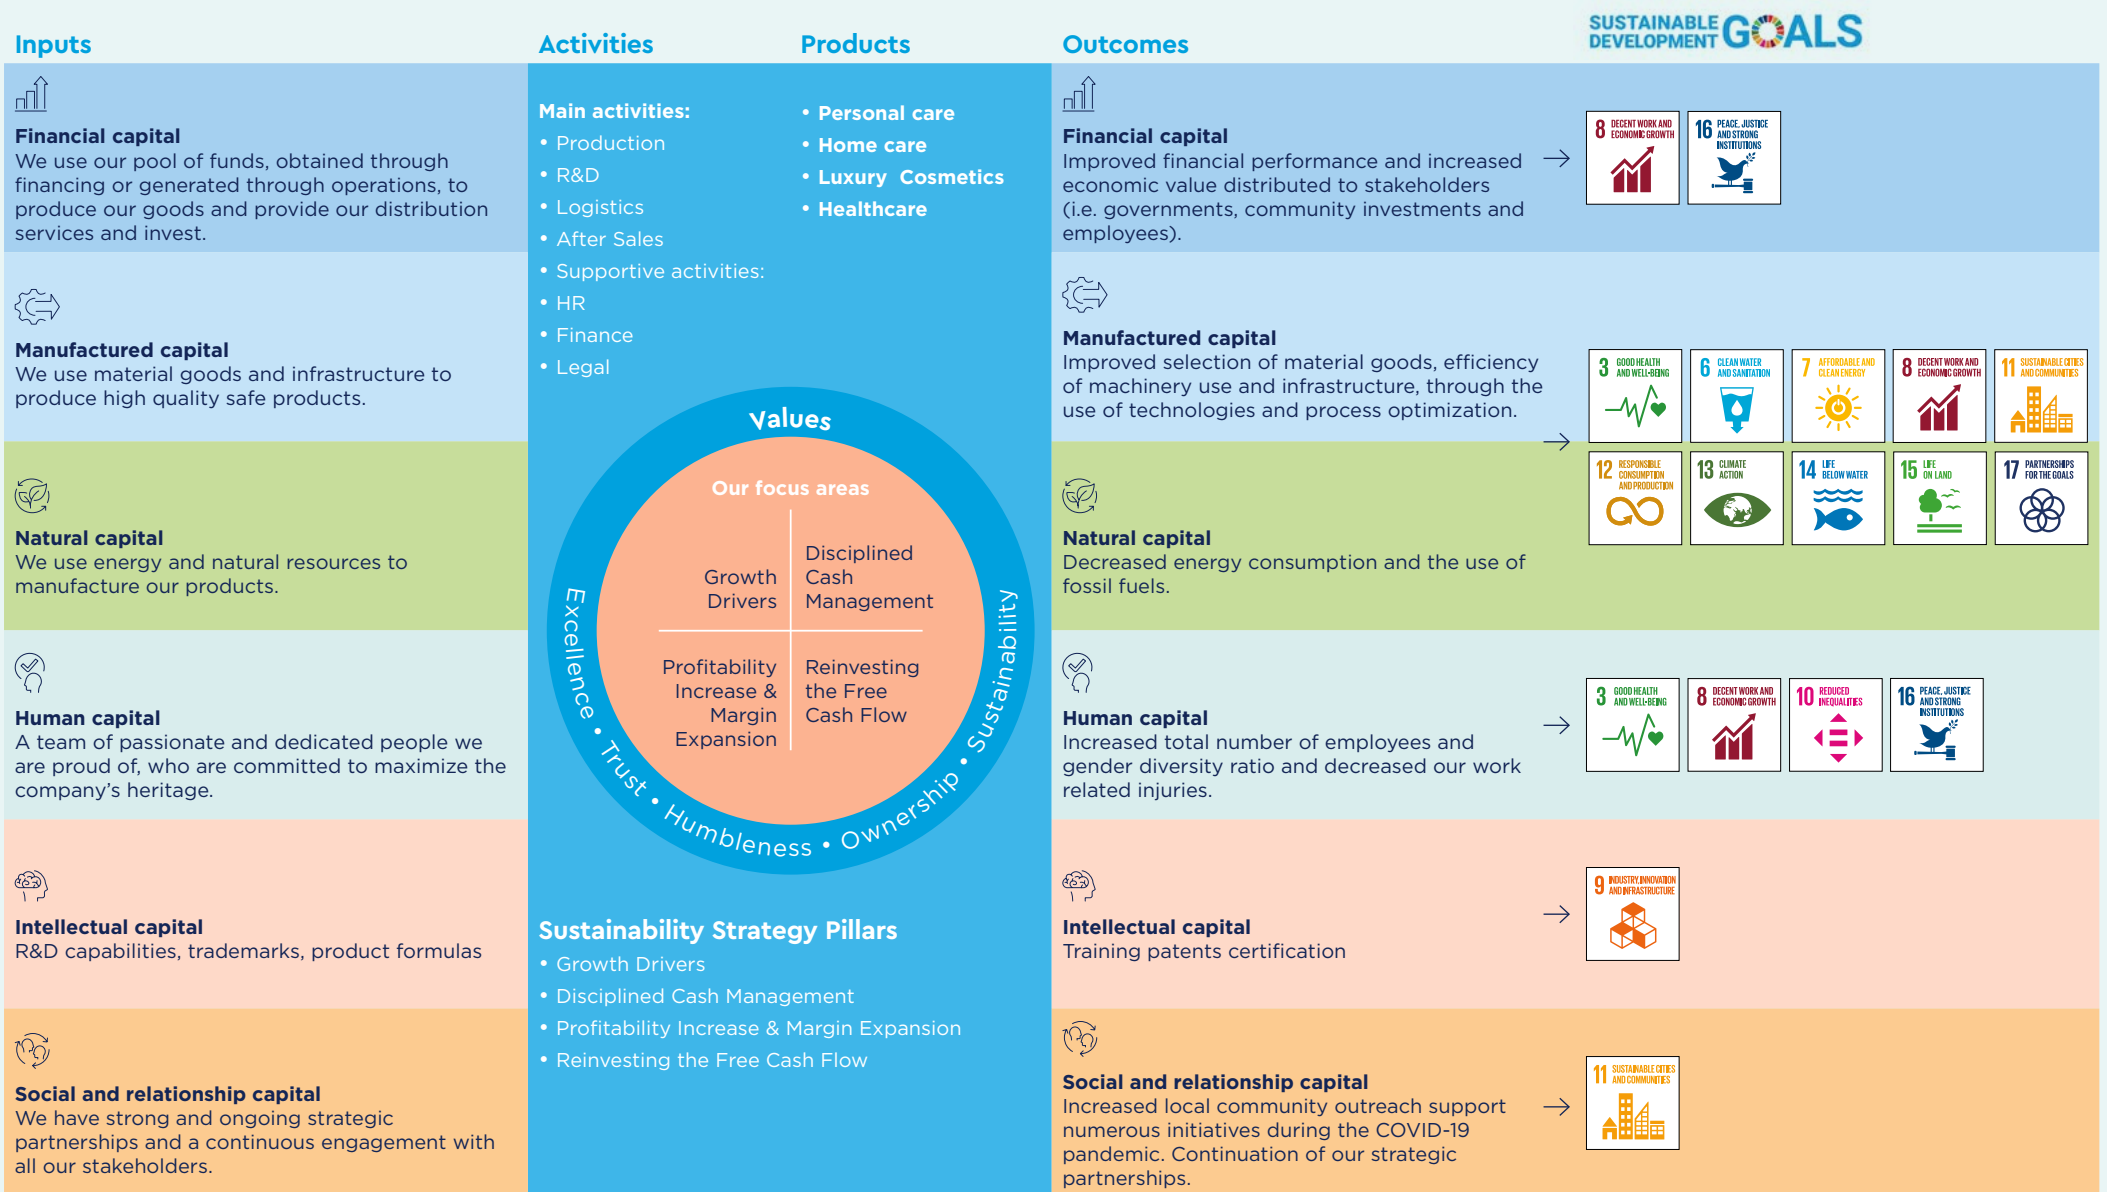 Inputs
Activities
Products
Outcomes
SUSTAINABLE
DEVELOPMENT
GOALS
Financial capital
We use our pool of funds, obtained through
financing or generated through operations, to
produce our goods and provide our distribution
services and invest.
Manufactured capital
We use material goods and infrastructure to
produce high quality safe products.
Natural capital
We use energy and natural resources to
manufacture our products.
Human capital
A team of passionate and dedicated people we
are proud of, who are committed to maximize the
company's heritage.
Intellectual capital
R&D capabilities, trademarks, product formulas
Social and relationship capital
We have strong and ongoing strategic
partnerships and a continuous engagement with
all our stakeholders.
Main activities:
• Production
• R&D
• Logistics
• After Sales
• Supportive activities:
• HR
• Finance
• Legal
• Personal care
• Home care
• Luxury Cosmetics
• Healthcare
Values
Our focus areas
Growth
Drivers
Disciplined
Cash
Management
Profitability
Increase &
Margin
Expansion
Reinvesting
the Free
Cash Flow
Excellence • Trust • Humbleness • Ownership • Sustainability
Sustainability Strategy Pillars
• Growth Drivers
• Disciplined Cash Management
• Profitability Increase & Margin Expansion
• Reinvesting the Free Cash Flow
Financial capital
Improved financial performance and increased
economic value distributed to stakeholders
(i.e. governments, community investments and
employees).
8 DECENT WORK AND
ECONOMIC GROWTH
16 PEACE, JUSTICE
AND STRONG
INSTITUTIONS
Manufactured capital
Improved selection of material goods, efficiency
of machinery use and infrastructure, through the
use of technologies and process optimization.
3 GOOD HEALTH
AND WELL-BEING
6 CLEAN WATER
AND SANITATION
7 AFFORDABLE AND
CLEAN ENERGY
8 DECENT WORK AND
ECONOMIC GROWTH
11 SUSTAINABLE CITIES
AND COMMUNITIES
12 RESPONSIBLE
CONSUMPTION
AND PRODUCTION
13 CLIMATE
ACTION
14 LIFE
BELOW WATER
15 LIFE
ON LAND
17 PARTNERSHIPS
FOR THE GOALS
Natural capital
Decreased energy consumption and the use of
fossil fuels.
Human capital
Increased total number of employees and
gender diversity ratio and decreased our work
related injuries.
3 GOOD HEALTH
AND WELL-BEING
8 DECENT WORK AND
ECONOMIC GROWTH
10 REDUCED
INEQUALITIES
16 PEACE, JUSTICE
AND STRONG
INSTITUTIONS
Intellectual capital
Training patents certification
9 INDUSTRY, INNOVATION
AND INFRASTRUCTURE
Social and relationship capital
Increased local community outreach support
numerous initiatives during the COVID-19
pandemic. Continuation of our strategic
partnerships.
11 SUSTAINABLE CITIES
AND COMMUNITIES